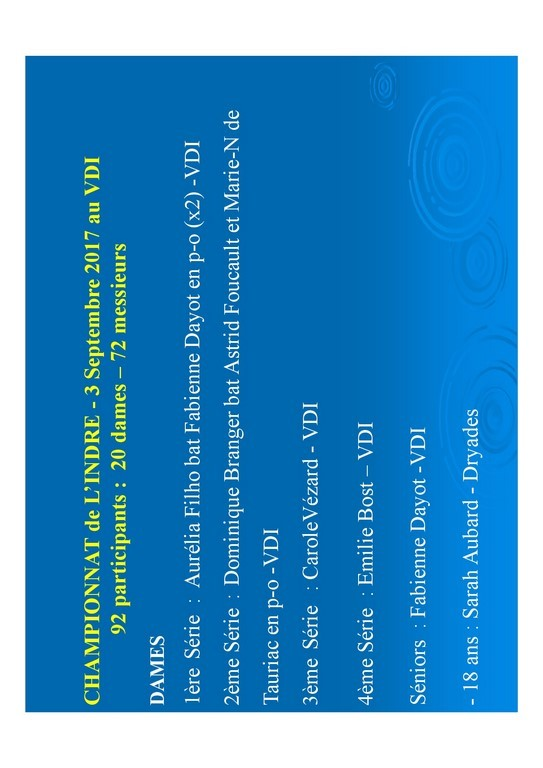 CHAMPIONNAT de L'INDRE - 3 Septembre 2017 au VDI
92 participants : 20 dames – 72 messieurs
DAMES
1ère Série : Aurélia Filho bat Fabienne Dayot en p-o (x2) -VDI
2ème Série : Dominique Branger bat Astrid Foucault et Marie-N de
Tauriac en p-o -VDI
3ème Série : CaroleVézard - VDI
4ème Série : Emilie Bost – VDI
Séniors : Fabienne Dayot -VDI
- 18 ans : Sarah Aubard - Dryades